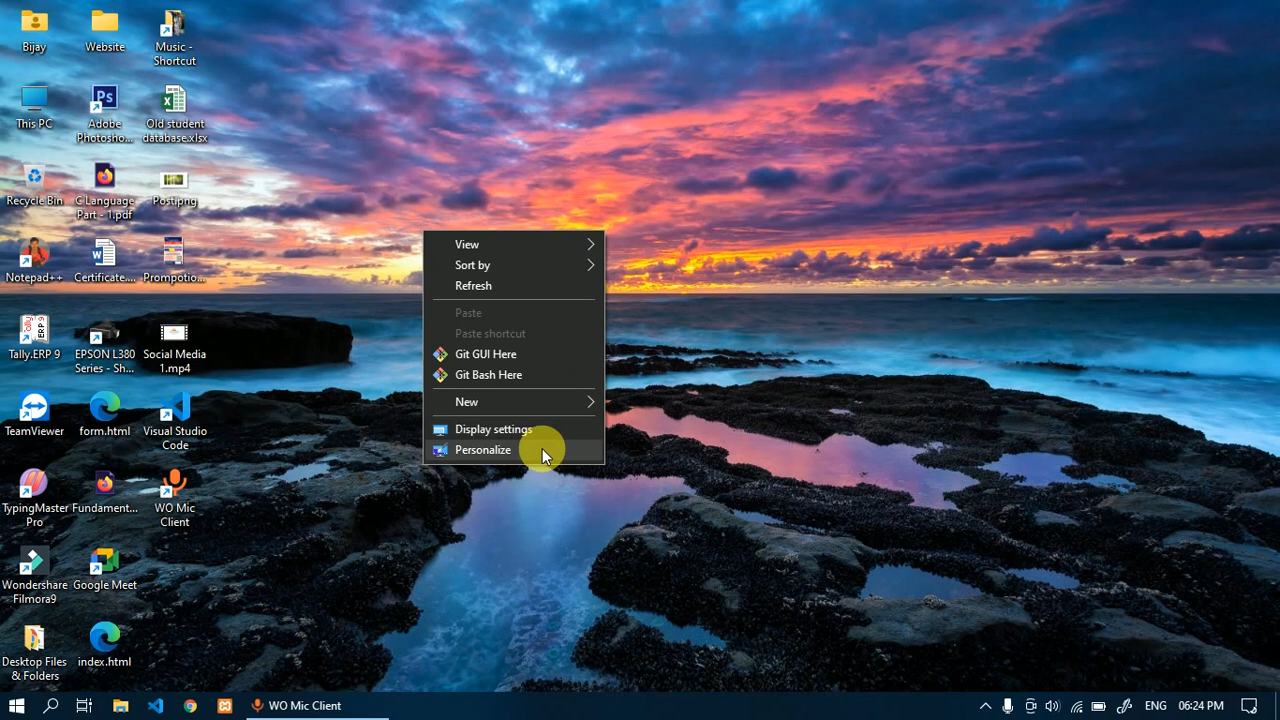 Bijay
Website
Music -
Shortcut
This PC
Ps
Adobe
Photosho...
Old student
database.xlsx
Recycle Bin
C Language
Part - 1.pdf
Post.png
Notepad++
Certificate....
Prompotio...
Tally.ERP 9
EPSON L380
Series - Sh...
Social Media
1.mp4
TeamViewer
form.html
Visual Studio
Code
TypingMaster
Pro
Fundament...
WO Mic
Client
Wondershare
Filmora9
Google Meet
Desktop Files
& Folders
index.html
View
Sort by
Refresh
Paste
Paste shortcut
Git GUI Here
Git Bash Here
New
Display settings
Personalize
WO Mic Client
ENG
06:24 PM